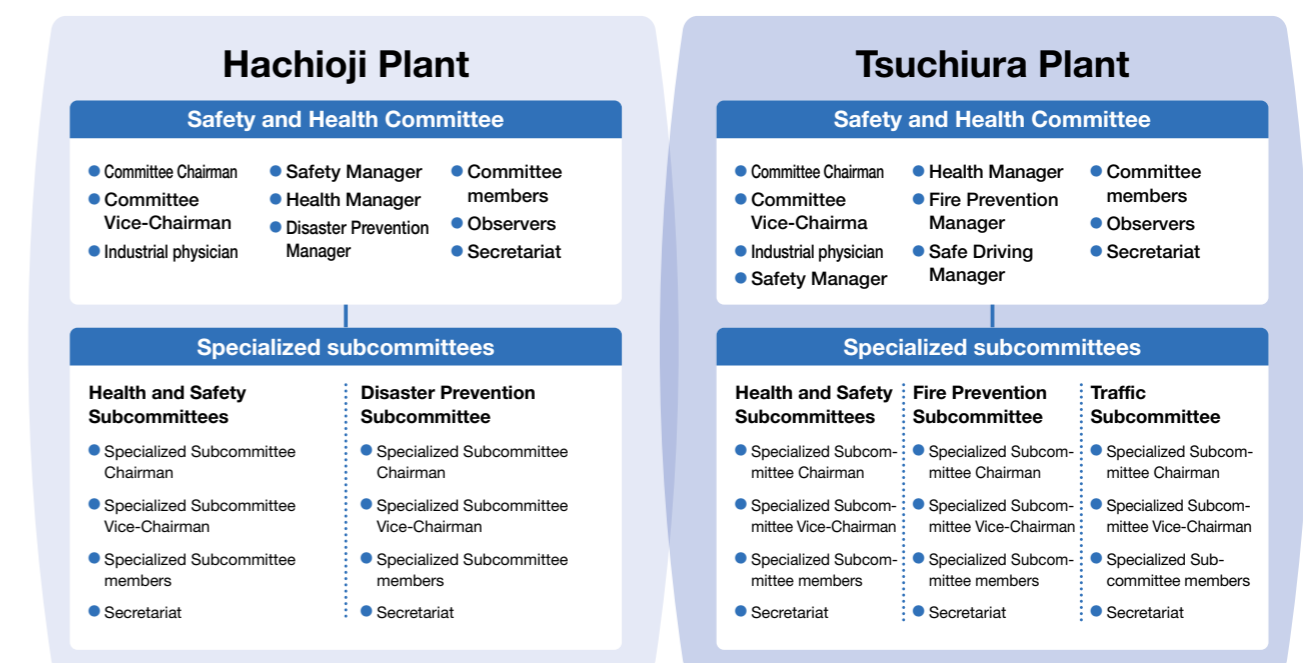 Hachioji Plant
Safety and Health Committee
Committee Chairman
Committee
Vice-Chairman
Industrial physician
Safety Manager
Health Manager
Disaster Prevention
Manager
Committee
members
Observers
Secretariat
Specialized subcommittees
Health and Safety
Subcommittees
Specialized Subcommittee
Chairman
Specialized Subcommittee
Vice-Chairman
Specialized Subcommittee
members
Secretariat
Disaster Prevention
Subcommittee
Specialized Subcommittee
Chairman
Specialized Subcommittee
Vice-Chairman
Specialized Subcommittee
members
Secretariat
Tsuchiura Plant
Safety and Health Committee
Committee Chairman
Committee
Vice-Chairma
Industrial physician
Safety Manager
Health Manager
Fire Prevention
Manager
Safe Driving
Manager
Committee
members
Observers
Secretariat
Specialized subcommittees
Health and Safety
Subcommittees
Specialized Subcom-
mittee Chairman
Specialized Subcom-
mittee Vice-Chairman
Specialized Subcom-
mittee members
Secretariat
Fire Prevention
Subcommittee
Specialized Subcom-
mittee Chairman
Specialized Subcom-
mittee Vice-Chairman
Specialized Subcom-
mittee members
Secretariat
Traffic
Subcommittee
Specialized Subcom-
mittee Chairman
Specialized Subcom-
mittee Vice-Chairman
Specialized Sub-
committee members
Secretariat